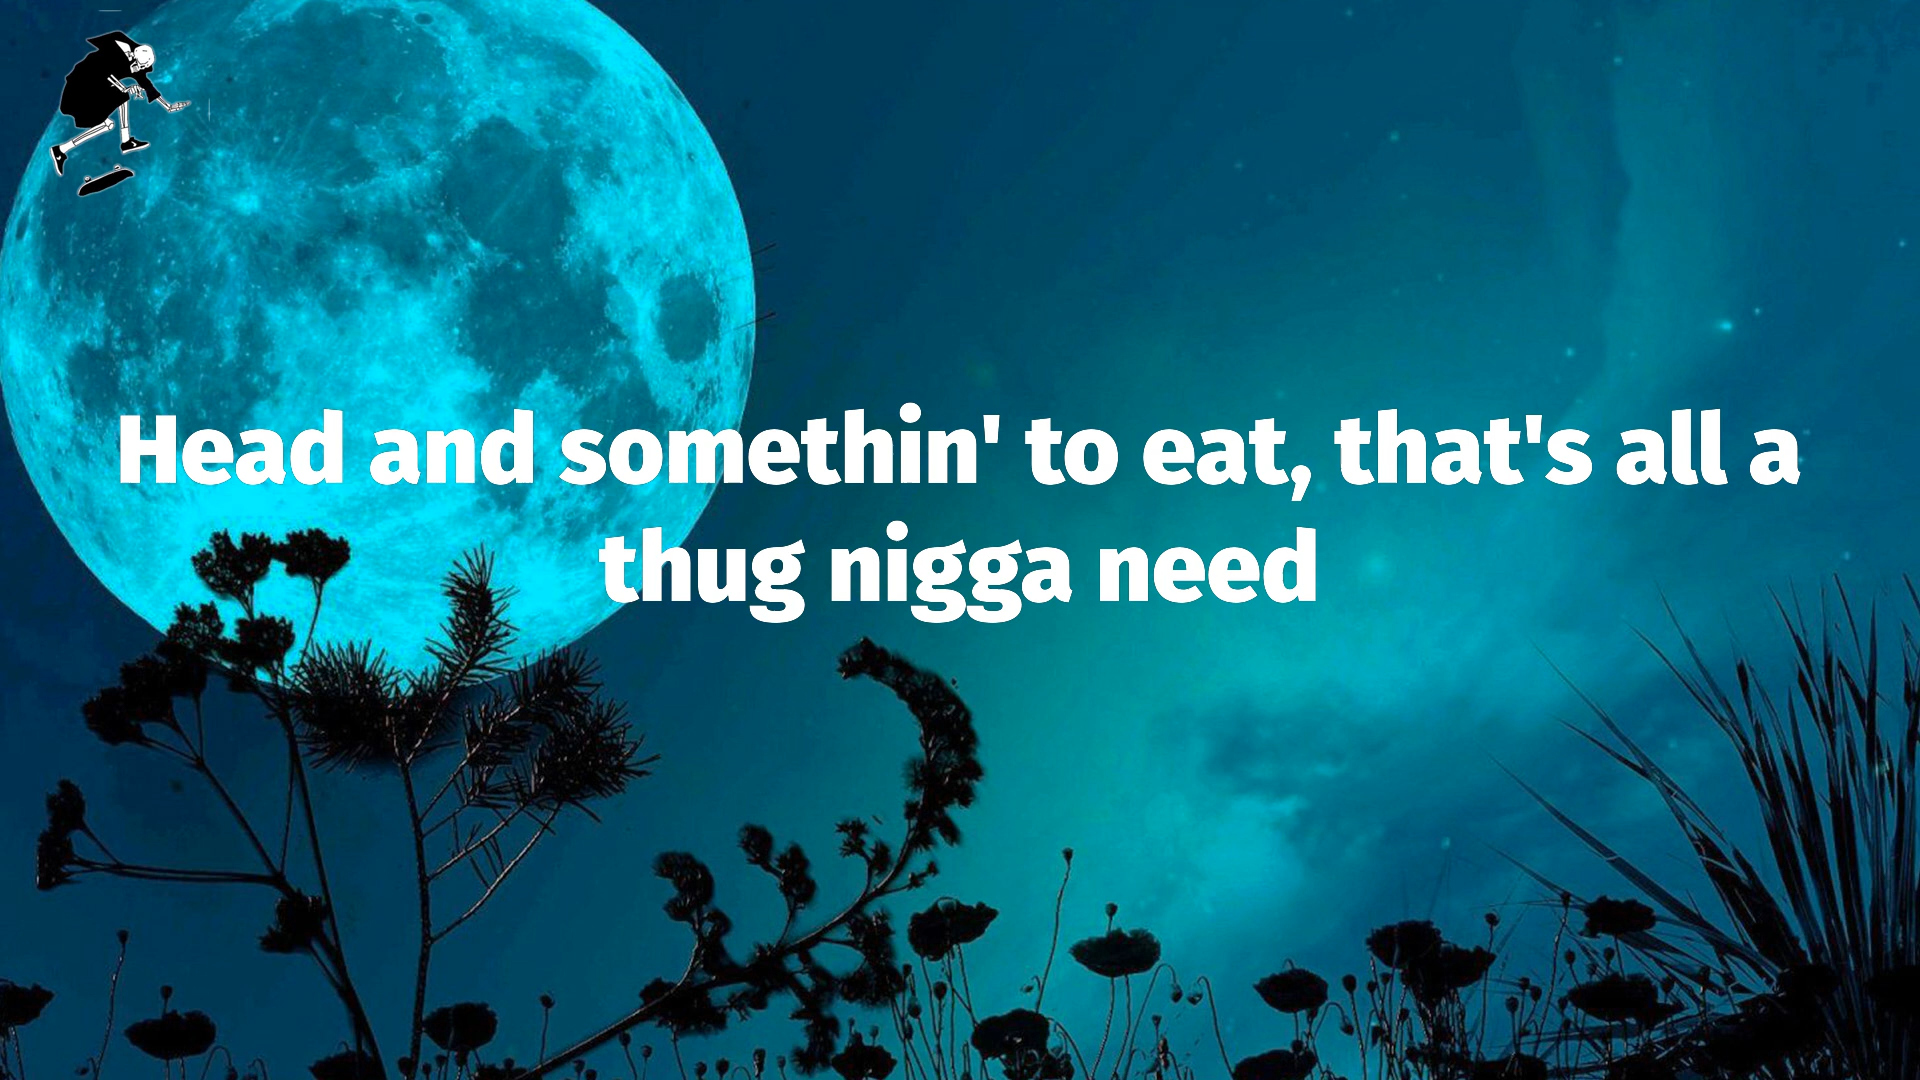 Head and somethin' to eat, that's all a
thug nigga need